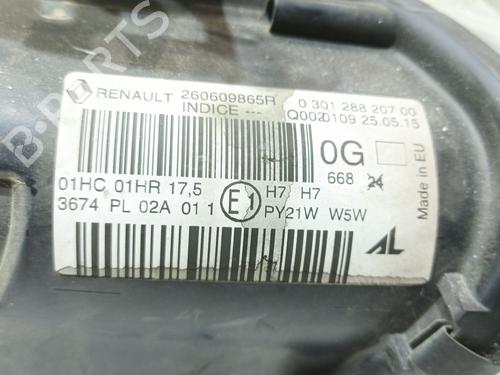 RENAULT 260609865R 0 301 288 207 00
INDICE --- Q0020109 25.05.15
0G
668 24
Made in EU
01HC 01HR 17,5 E1 H7 H7
3674 PL 02A 01 1 PY21W W5W
AL
B-PARTS